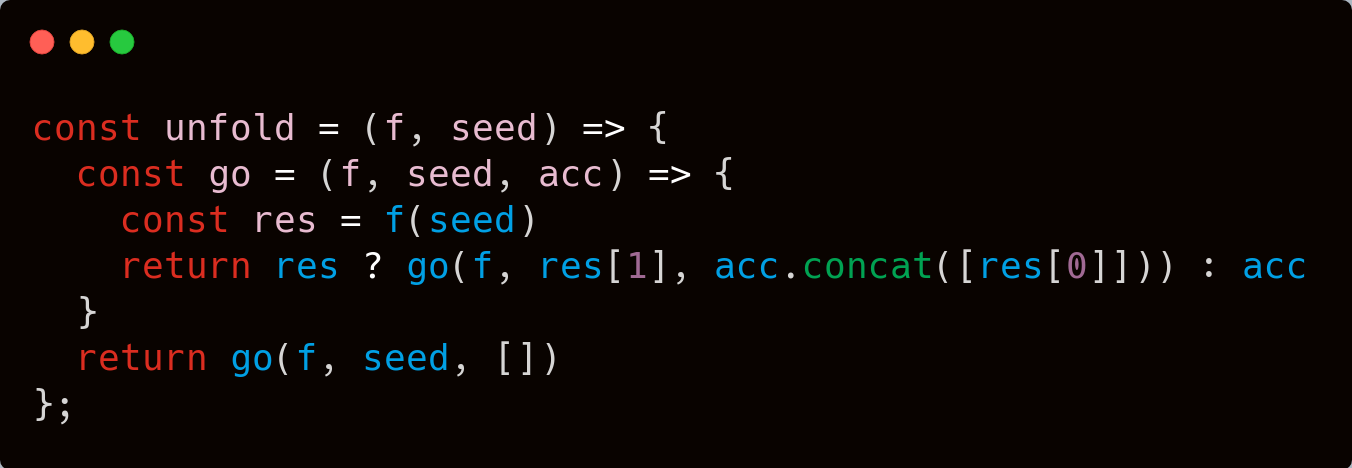 const unfold = (f, seed) => {
  const go = (f, seed, acc) => {
    const res = f(seed)
    return res ? go(f, res[1], acc.concat([res[0]])) : acc
  }
  return go(f, seed, [])
};